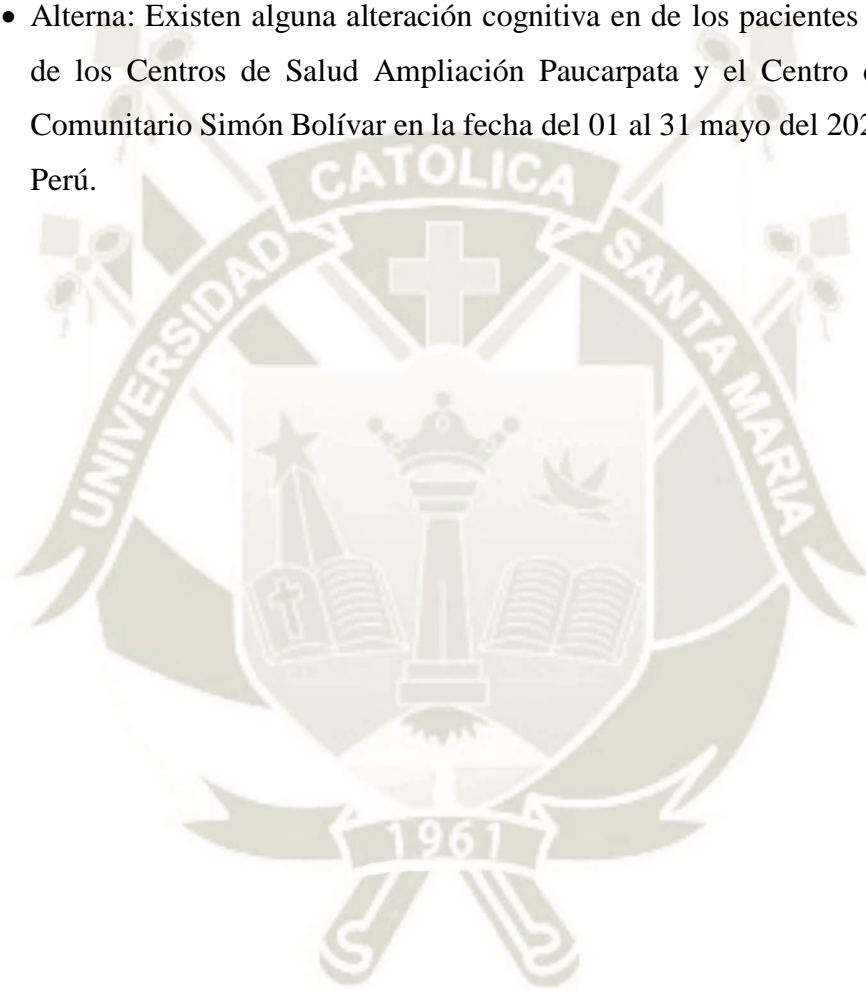 • Alterna: Existen alguna alteración cognitiva en de los pacientes
de los Centros de Salud Ampliación Paucarpata y el Centro
Comunitario Simón Bolívar en la fecha del 01 al 31 mayo del
Perú.
UNIVERSIDAD CATOLICA SANTA MARIA
1961